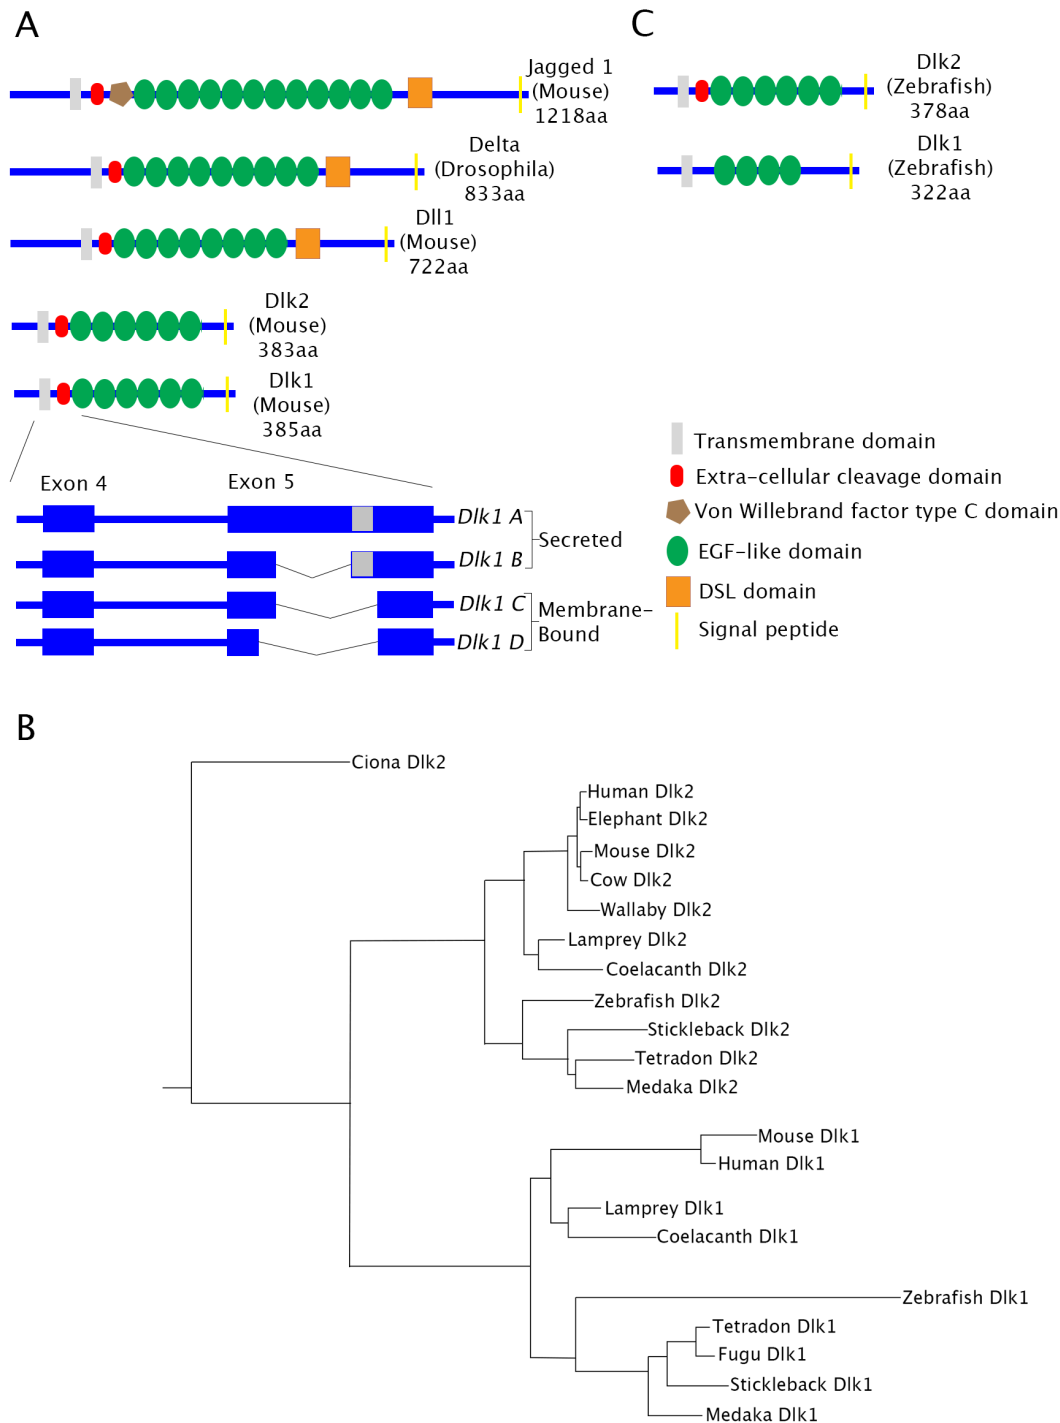 A
Jagged 1
(Mouse)
1218aa
Delta
(Drosophila)
833aa
Dll1
(Mouse)
722aa
Dlk2
(Mouse)
383aa
Dlk1
(Mouse)
385aa
Exon 4
Exon 5
Dlk1 A
Dlk1 B
Secreted
Dlk1 C
Dlk1 D
Membrane-
Bound
C
Dlk2
(Zebrafish)
378aa
Dlk1
(Zebrafish)
322aa
Transmembrane domain
Extra-cellular cleavage domain
Von Willebrand factor type C domain
EGF-like domain
DSL domain
Signal peptide
B
Ciona Dlk2
Human Dlk2
Elephant Dlk2
Mouse Dlk2
Cow Dlk2
Wallaby Dlk2
Lamprey Dlk2
Coelacanth Dlk2
Zebrafish Dlk2
Stickleback Dlk2
Tetradon Dlk2
Medaka Dlk2
Mouse Dlk1
Human Dlk1
Lamprey Dlk1
Coelacanth Dlk1
Zebrafish Dlk1
Tetradon Dlk1
Fugu Dlk1
Stickleback Dlk1
Medaka Dlk1